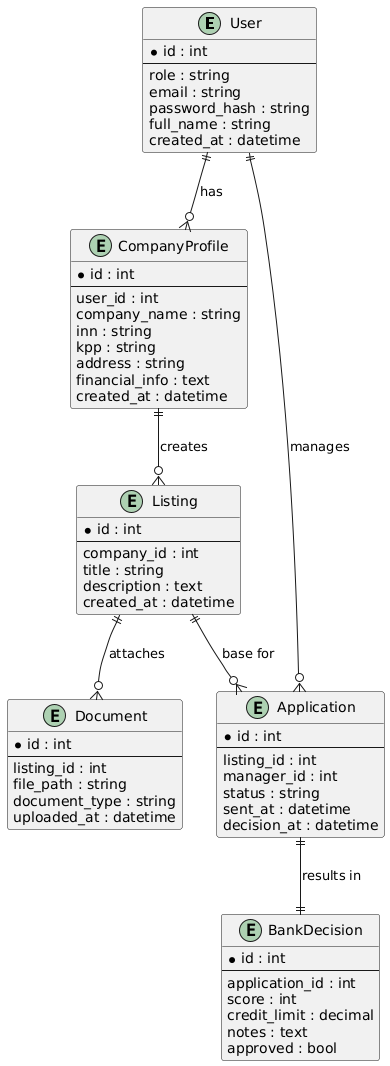 E User
* id : int
role : string
email : string
password_hash : string
full_name : string
created_at : datetime
has
E CompanyProfile
* id : int
user_id : int
company_name : string
inn : string
kpp : string
address : string
financial_info : text
created_at : datetime
manages
creates
E Listing
* id : int
company_id : int
title : string
description : text
created_at : datetime
attaches
base for
E Document
* id : int
listing_id : int
file_path : string
document_type : string
uploaded_at : datetime
E Application
* id : int
listing_id : int
manager_id : int
status : string
sent_at : datetime
decision_at : datetime
results in
E BankDecision
* id : int
application_id : int
score : int
credit_limit : decimal
notes : text
approved : bool